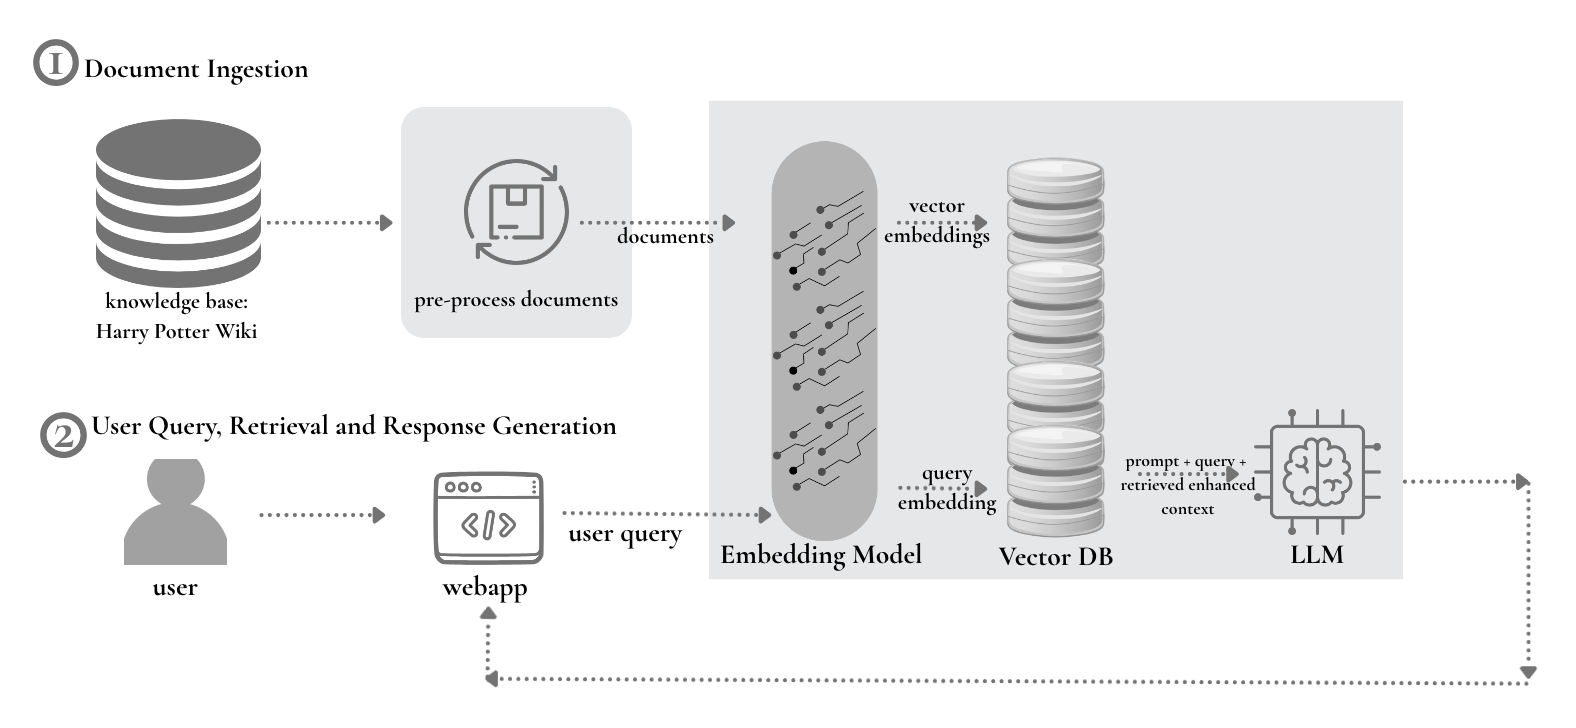 1
Document Ingestion
knowledge base:
Harry Potter Wiki
pre-process documents
documents
vector
embeddings
2
User Query, Retrieval and Response Generation
user
</>
webapp
user query
Embedding Model
query
embedding
Vector DB
prompt + query +
retrieved enhanced
context
LLM